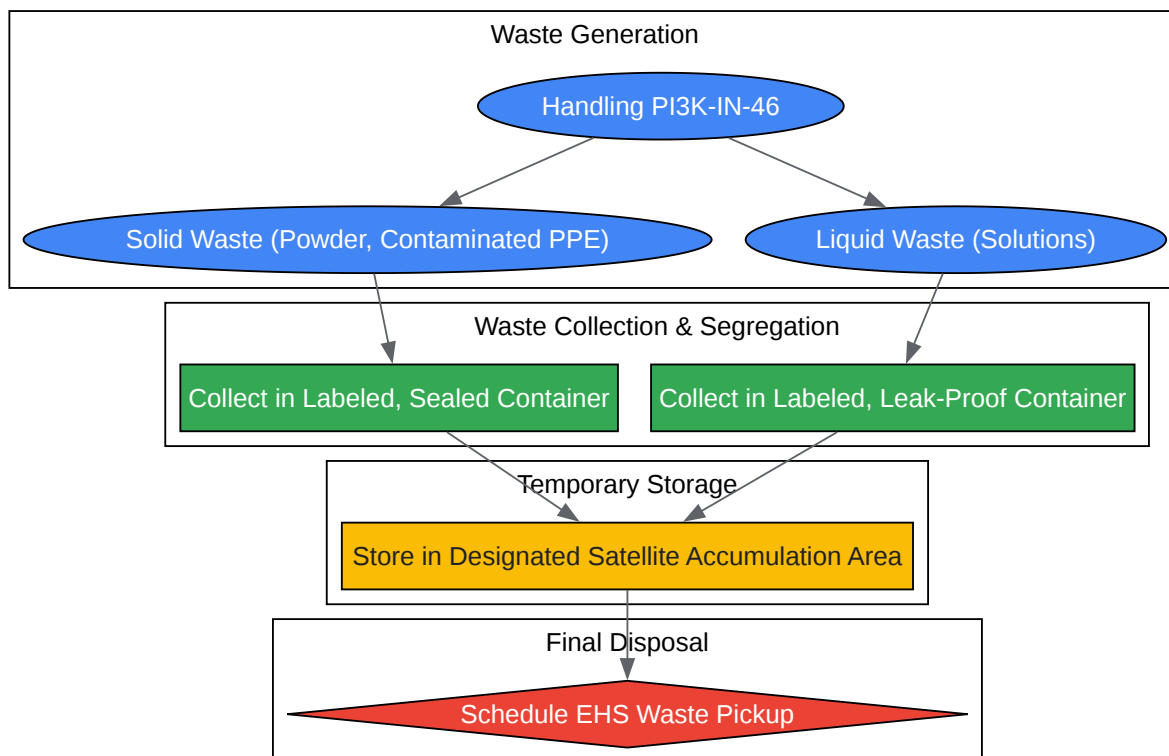 Waste Generation
Handling PI3K-IN-46
Solid Waste (Powder, Contaminated PPE)
Liquid Waste (Solutions)
Waste Collection & Segregation
Collect in Labeled, Sealed Container
Collect in Labeled, Leak-Proof Container
Temporary Storage
Store in Designated Satellite Accumulation Area
Final Disposal
Schedule EHS Waste Pickup